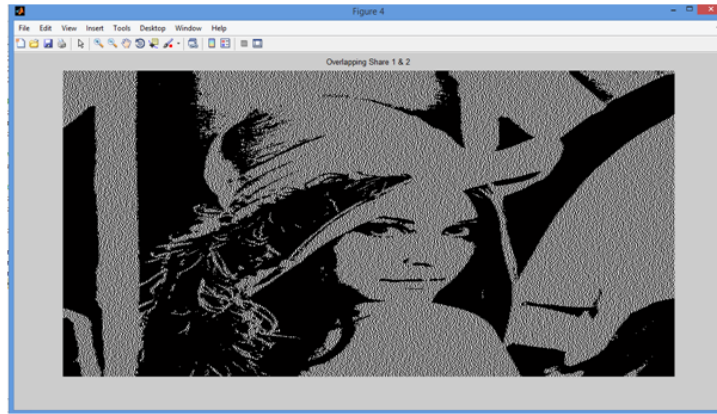 Figure 4
File Edit View Insert Tools Desktop Window Help
Overlapping Share 1 & 2